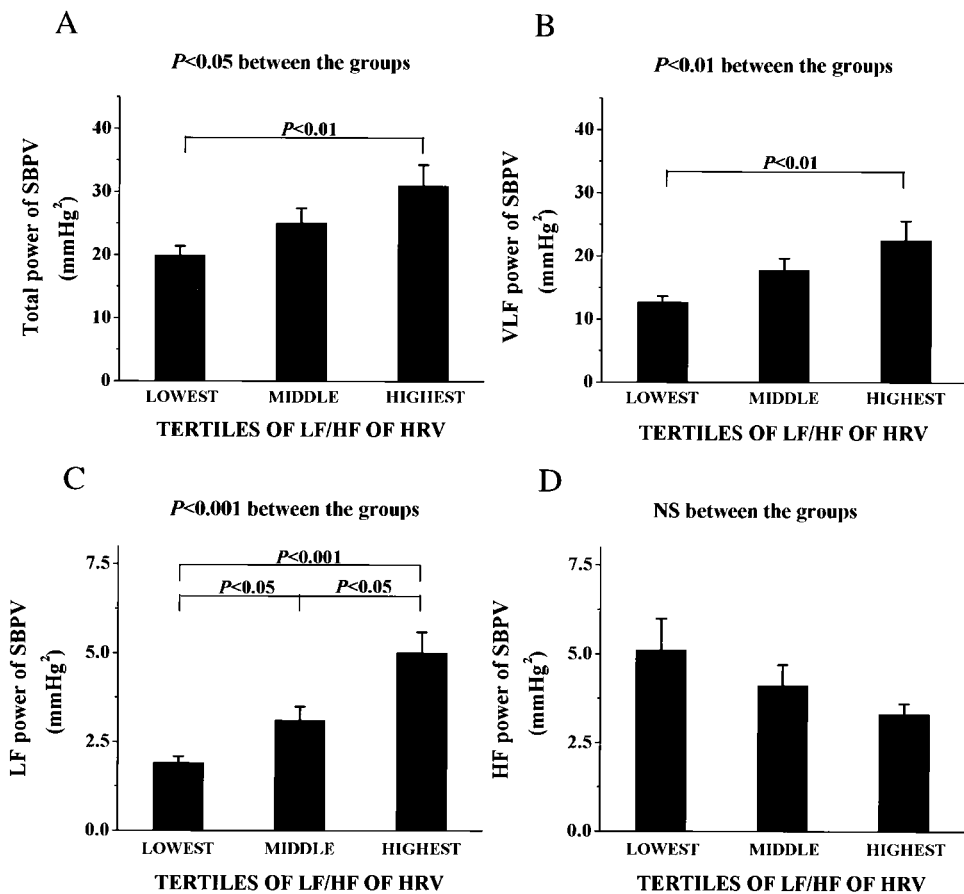 A
P<0.05 between the groups
Total power of SBPV
(mmHg²)
40
30
20
10
0
P<0.01
LOWEST MIDDLE HIGHEST
TERTILES OF LF/HF OF HRV
B
P<0.01 between the groups
VLF power of SBPV
(mmHg²)
40
30
20
10
0
P<0.01
LOWEST MIDDLE HIGHEST
TERTILES OF LF/HF OF HRV
C
P<0.001 between the groups
LF power of SBPV
(mmHg²)
7.5
5.0
2.5
0.0
P<0.001
P<0.05 P<0.05
LOWEST MIDDLE HIGHEST
TERTILES OF LF/HF OF HRV
D
NS between the groups
HF power of SBPV
(mmHg²)
7.5
5.0
2.5
0.0
LOWEST MIDDLE HIGHEST
TERTILES OF LF/HF OF HRV